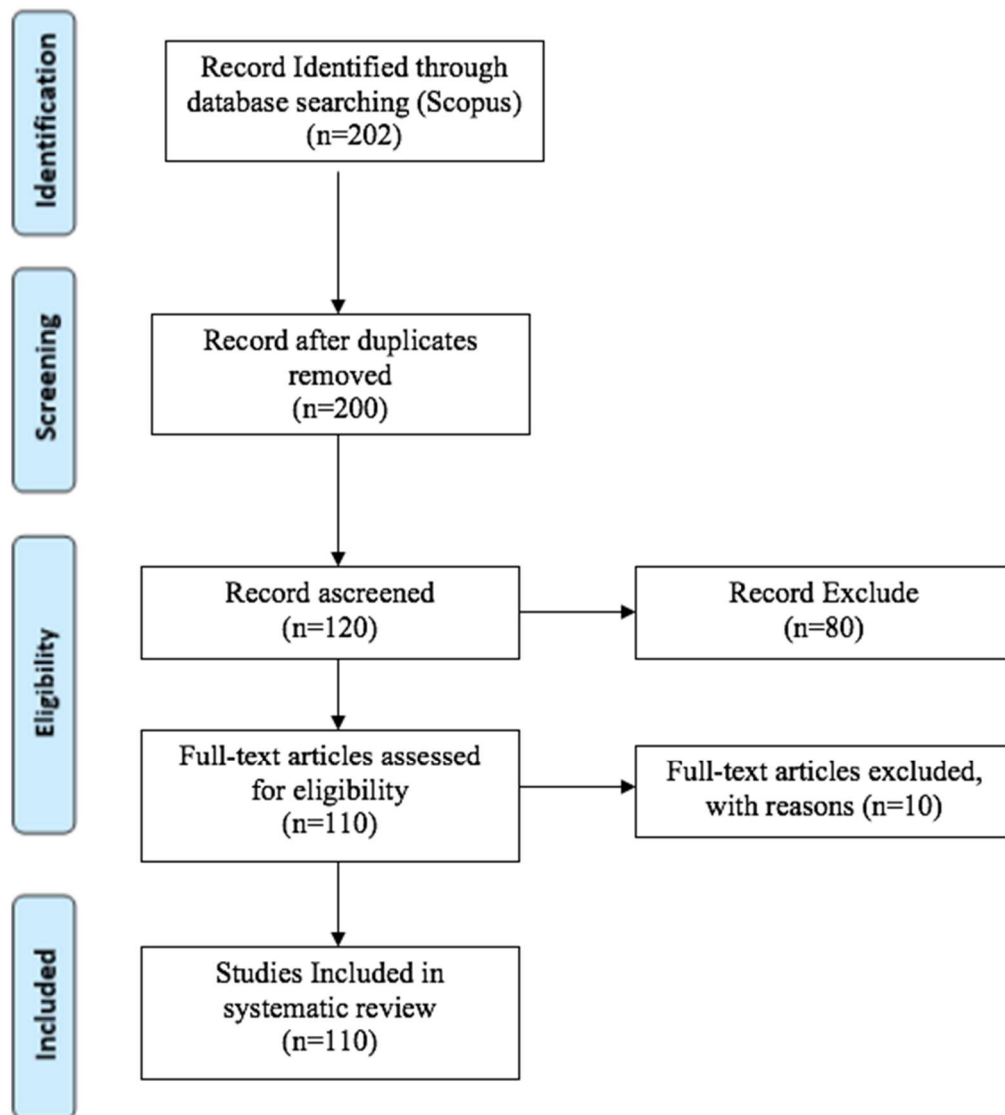 Identification
Record Identified through
database searching (Scopus)
(n=202)
Screening
Record after duplicates
removed
(n=200)
Eligibility
Record ascreened
(n=120)
Record Exclude
(n=80)
Full-text articles assessed
for eligibility
(n=110)
Full-text articles excluded,
with reasons (n=10)
Included
Studies Included in
systematic review
(n=110)